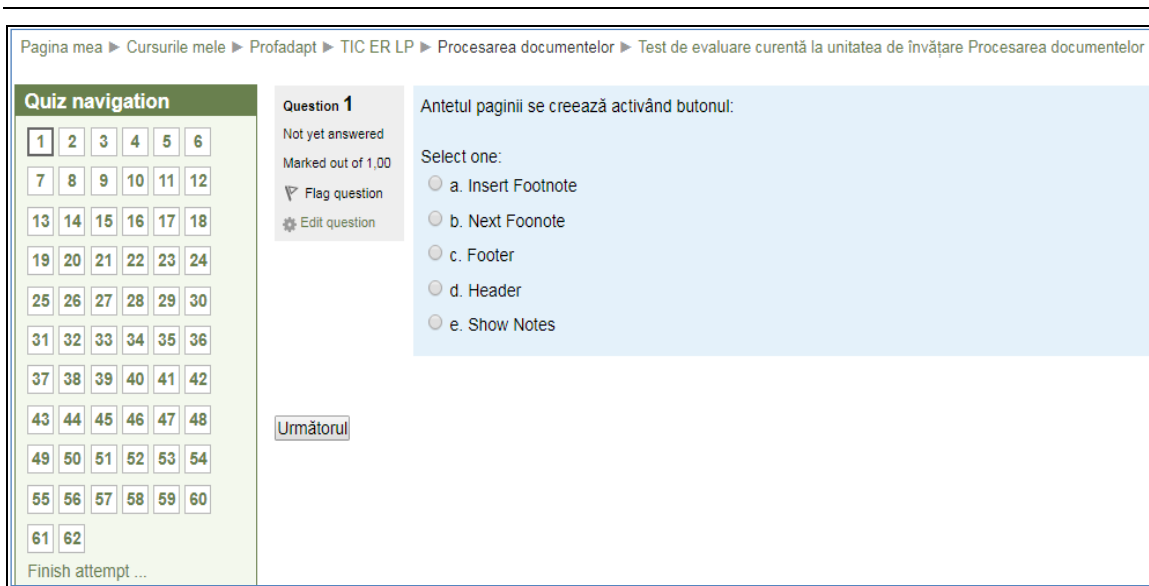 Pagina mea ► Cursurile mele ► Profadapt ► TIC ER LP ► Procesarea documentelor ► Test de evaluare curentă la unitatea de învățare Procesarea documentelor
Quiz navigation
1 2 3 4 5 6
7 8 9 10 11 12
13 14 15 16 17 18
19 20 21 22 23 24
25 26 27 28 29 30
31 32 33 34 35 36
37 38 39 40 41 42
43 44 45 46 47 48
49 50 51 52 53 54
55 56 57 58 59 60
61 62
Finish attempt ...
Question 1
Not yet answered
Marked out of 1,00
Flag question
Edit question
Antetul paginii se creează activând butonul:
Select one:
a. Insert Footnote
b. Next Foonote
c. Footer
d. Header
e. Show Notes
Următorul